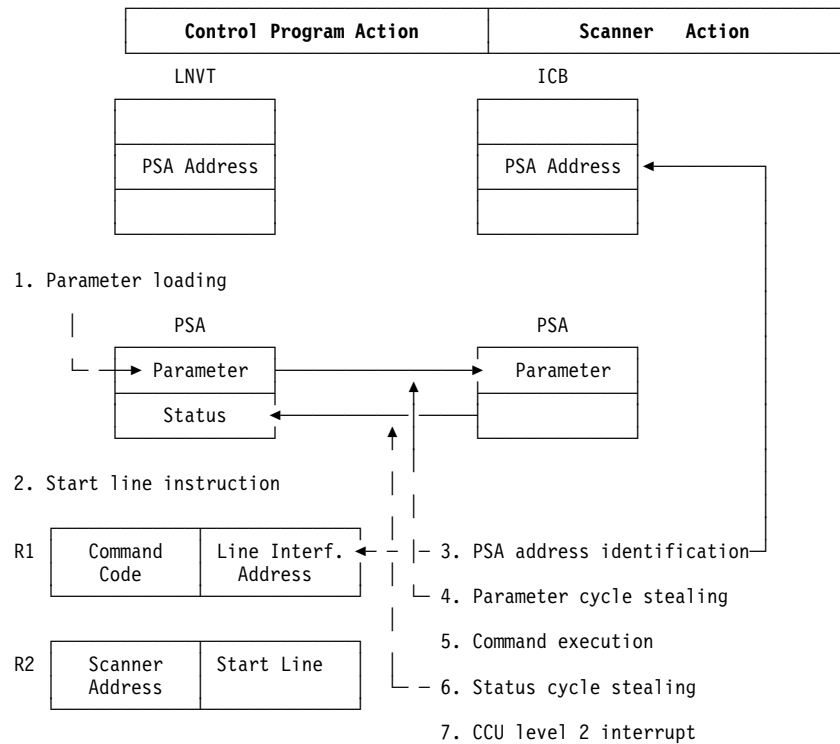 Control Program Action Scanner Action
LNVT ICB
PSA Address PSA Address
1. Parameter loading
PSA PSA
Parameter Parameter
Status
2. Start line instruction
R1 Command Line Interf. 3. PSA address identification
Code Address
4. Parameter cycle stealing
5. Command execution
R2 Scanner Start Line
Address
6. Status cycle stealing
7. CCU level 2 interrupt